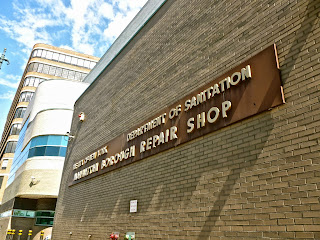 DEPARTMENT OF SANITATION
MANHATTAN BOROUGH REPAIR SHOP